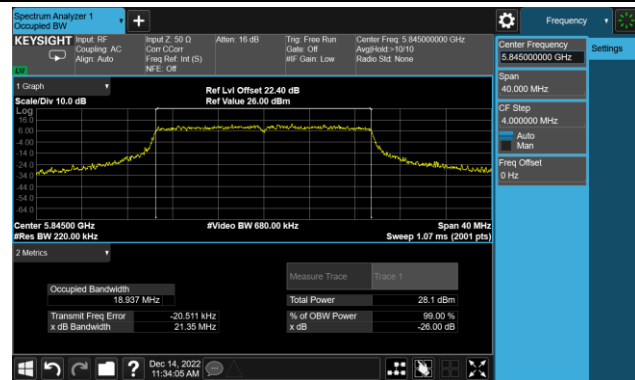 Spectrum Analyzer 1
Occupied BW
Frequency
KEYSIGHT
Input: RF
Coupling: AC
Align: Auto
Input Z: 50 Ω
Corr CCorr
Freq Ref: Int (S)
NFE: Off
Atten: 16 dB
Trig: Free Run
Gate: Off
#IF Gain: Low
Center Freq: 5.845000000 GHz
Avg|Hold:>10/10
Radio Std: None
Center Frequency
5.845000000 GHz
Settings
Span
40.000 MHz
CF Step
4.000000 MHz
Auto
Man
Freq Offset
0 Hz
1 Graph
Scale/Div 10.0 dB
Ref Lvl Offset 22.40 dB
Ref Value 26.00 dBm
Log
16.0
6.00
-4.00
-14.0
-24.0
-34.0
-44.0
-54.0
-64.0
Center 5.84500 GHz
#Res BW 220.00 kHz
#Video BW 680.00 kHz
Span 40 MHz
Sweep 1.07 ms (2001 pts)
2 Metrics
Measure Trace
Trace 1
Occupied Bandwidth
18.937 MHz
Total Power
28.1 dBm
Transmit Freq Error
-20.511 kHz
% of OBW Power
99.00 %
x dB Bandwidth
21.35 MHz
x dB
-26.00 dB
Dec 14, 2022
11:34:05 AM